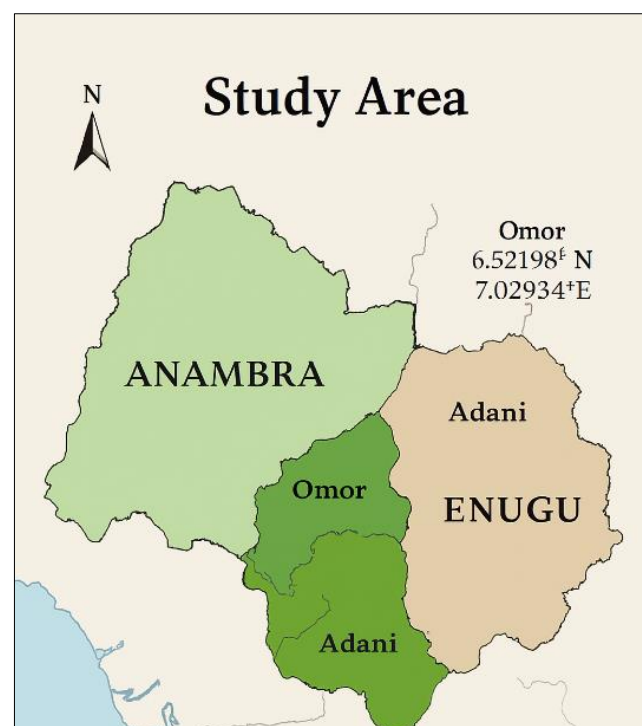 Study Area
N
Omor
6.52198⁠ᵋ N
7.02934⁺E
ANAMBRA
Adani
Omor
ENUGU
Adani